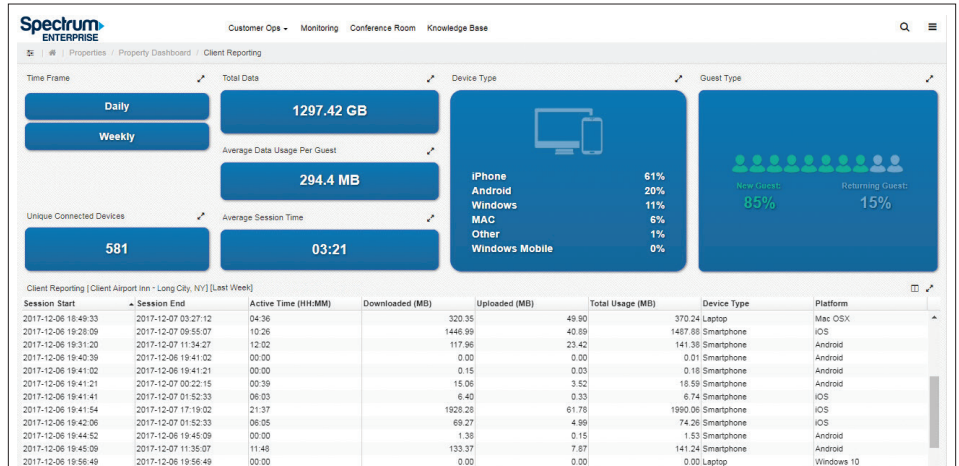 Spectrum
ENTERPRISE
Customer Ops Monitoring Conference Room Knowledge Base
Properties / Property Dashboard / Client Reporting
Time Frame
Daily
Weekly
Unique Connected Devices
581
Total Data
1297.42 GB
Average Data Usage Per Guest
294.4 MB
Average Session Time
03:21
Device Type
iPhone 61%
Android 20%
Windows 11%
MAC 6%
Other 1%
Windows Mobile 0%
Guest Type
New Guest: Returning Guest:
85% 15%
Client Reporting [Client Airport Inn - Long City, NY] [Last Week]
Session Start Session End Active Time (HH:MM) Downloaded (MB) Uploaded (MB) Total Usage (MB) Device Type Platform
2017-12-06 18:49:33 2017-12-07 03:27:12 04:36 320.35 49.90 370.24 Laptop Mac OSX
2017-12-06 19:28:09 2017-12-07 09:55:07 10:26 1446.99 40.89 1487.88 Smartphone iOS
2017-12-06 19:31:20 2017-12-07 11:34:27 12:02 117.96 23.42 141.38 Smartphone Android
2017-12-06 19:40:39 2017-12-06 19:41:02 00:00 0.00 0.00 0.01 Smartphone Android
2017-12-06 19:41:02 2017-12-06 19:41:21 00:00 0.15 0.03 0.18 Smartphone Android
2017-12-06 19:41:21 2017-12-07 00:22:15 00:39 15.06 3.52 18.59 Smartphone Android
2017-12-06 19:41:41 2017-12-07 01:52:33 06:03 6.40 0.33 6.74 Smartphone iOS
2017-12-06 19:41:54 2017-12-07 17:19:02 21:37 1928.28 61.78 1990.06 Smartphone iOS
2017-12-06 19:42:06 2017-12-07 01:52:33 06:05 69.27 4.99 74.26 Smartphone iOS
2017-12-06 19:44:52 2017-12-06 19:45:09 00:00 1.38 0.15 1.53 Smartphone Android
2017-12-06 19:45:09 2017-12-07 11:35:07 11:48 133.37 7.87 141.24 Smartphone Android
2017-12-06 19:56:49 2017-12-06 19:56:49 00:00 0.00 0.00 0.00 Laptop Windows 10